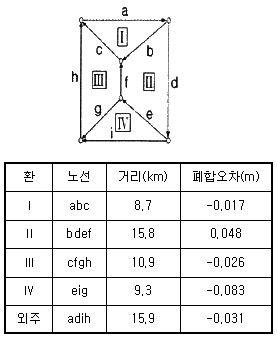 a
I
c b
h III II d
f
g e
IV
i
환 노선 거리(km) 폐합오차(m)
I abc 8.7 -0.017
II bdef 15.8 0.048
III cfgh 10.9 -0.026
IV eig 9.3 -0.083
외주 adih 15.9 -0.031